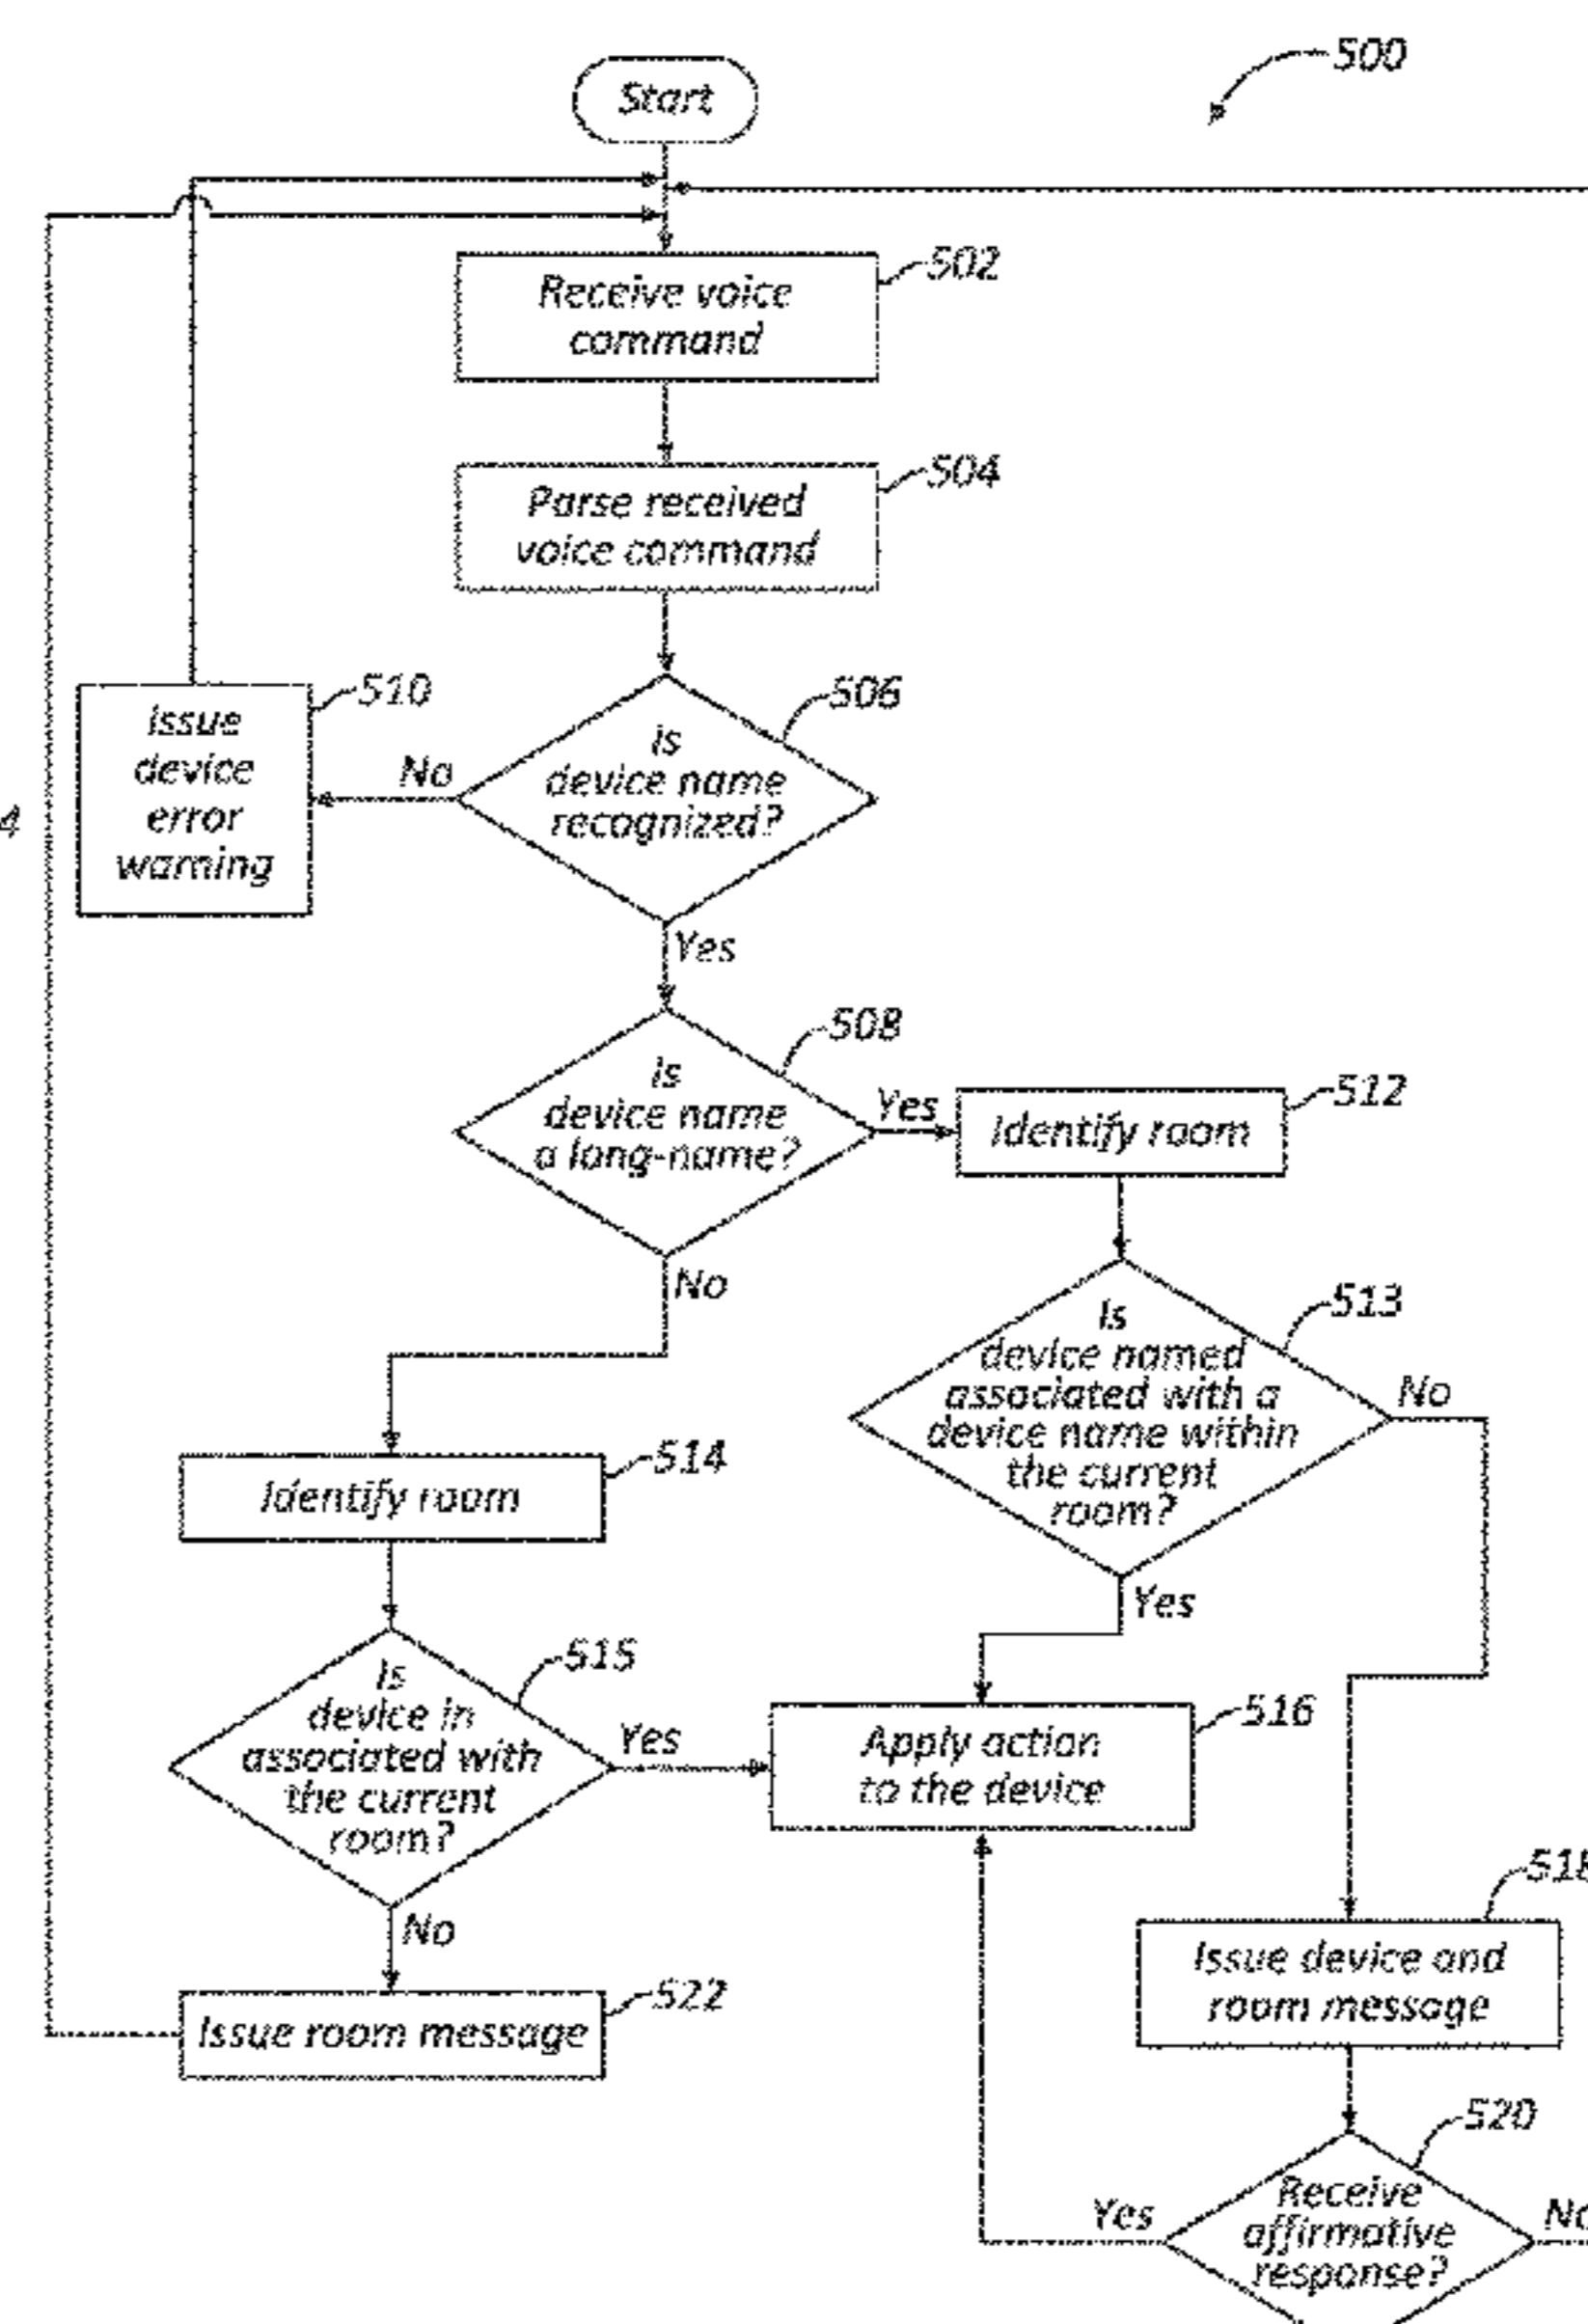 500
Start
502
Receive voice
command
504
Parse received
voice command
510
Issue
device
error
warning
506
Is
device name
recognized?
No
4
Yes
508
Is
device name
a long-name?
Yes
512
Identify room
No
513
Is
device named
associated with a
device name within
the current
room?
No
514
Identify room
Yes
515
Is
device in
associated with
the current
room?
Yes
516
Apply action
to the device
No
518
Issue device and
room message
522
Issue room message
520
Receive
affirmative
response?
Yes
No